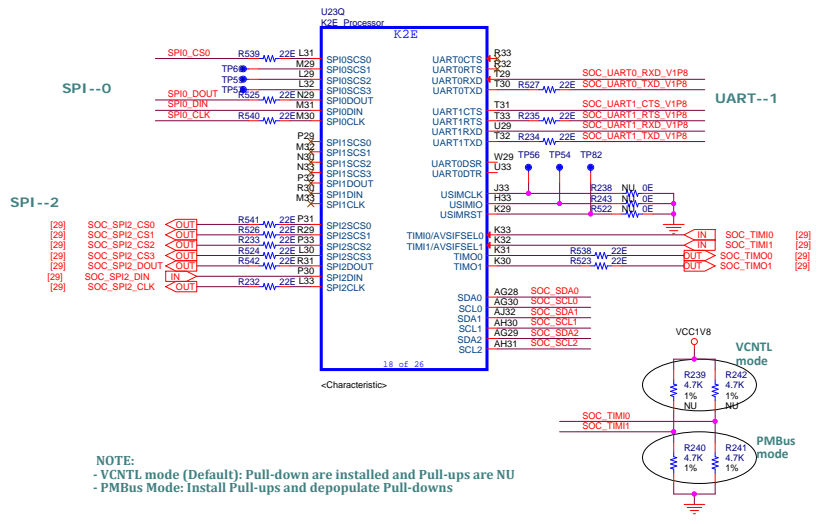 U23Q
K2E_Processor
K2E
SPI--0
SPI0_CS0 R539 22E L31 SPI0SCS0
M29 SPI0SCS1
L29 SPI0SCS2
L32 SPI0SCS3
SPI0_DOUT R525 22E N29 SPI0DOUT
SPI0_DIN M31 SPI0DIN
SPI0_CLK R540 22E M30 SPI0CLK
P29 SPI1SCS0
M32 SPI1SCS1
N30 SPI1SCS2
N33 SPI1SCS3
P32 SPI1DOUT
R30 SPI1DIN
M33 SPI1CLK
SPI--2
[29] SOC_SPI2_CS0 OUT R541 22E P31 SPI2SCS0
[29] SOC_SPI2_CS1 OUT R526 22E R29 SPI2SCS1
[29] SOC_SPI2_CS2 OUT R233 22E P33 SPI2SCS2
[29] SOC_SPI2_CS3 OUT R524 22E L30 SPI2SCS3
[29] SOC_SPI2_DOUT OUT R542 22E R31 SPI2DOUT
[29] SOC_SPI2_DIN IN P30 SPI2DIN
[29] SOC_SPI2_CLK OUT R232 22E L33 SPI2CLK
UART0CTS R33
UART0RTS R32
UART0RXD T29 SOC_UART0_RXD_V1P8
UART0TXD T30 R527 22E SOC_UART0_TXD_V1P8
UART--1
UART1CTS T31 SOC_UART1_CTS_V1P8
UART1RTS T33 R235 22E SOC_UART1_RTS_V1P8
UART1RXD U29 SOC_UART1_RXD_V1P8
UART1TXD T32 R234 22E SOC_UART1_TXD_V1P8
UART0DSR W29
UART0DTR U33
TP56 TP54 TP82
USIMCLK J33 R238 NU 0E
USIMIO H33 R243 NU 0E
USIMRST K29 R522 NU 0E
TIMI0/AVSIFSEL0 K33 IN SOC_TIMI0 [29]
TIMI1/AVSIFSEL1 K32 IN SOC_TIMI1 [29]
TIMO0 K31 R538 22E OUT SOC_TIMO0 [29]
TIMO1 K30 R523 22E OUT SOC_TIMO1 [29]
SDA0 AG28 SOC_SDA0
SCL0 AG30 SOC_SCL0
SDA1 AJ32 SOC_SDA1
SCL1 AH30 SOC_SCL1
SDA2 AG29 SOC_SDA2
SCL2 AH31 SOC_SCL2
18 of 26
<Characteristic>
VCC1V8
VCNTL
mode
R239 R242
4.7K 4.7K
1% 1%
NU NU
SOC_TIMI0
SOC_TIMI1
R240 R241
4.7K 4.7K
1% 1%
PMBus
mode
NOTE:
- VCNTL mode (Default): Pull-down are installed and Pull-ups are NU
- PMBus Mode: Install Pull-ups and depopulate Pull-downs